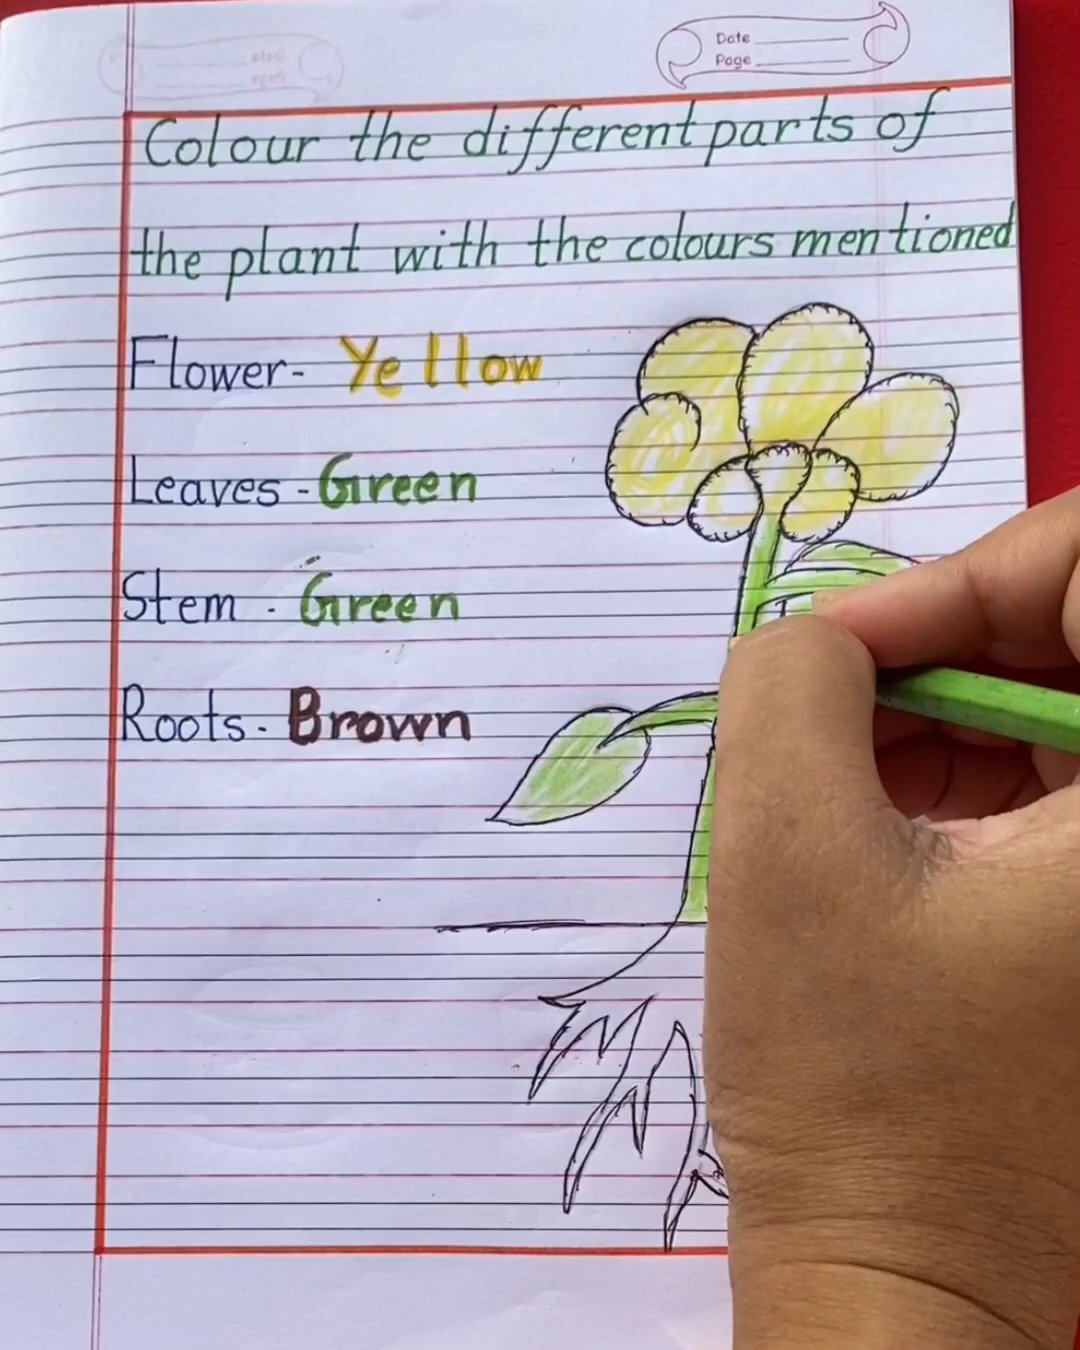 Date
Page
Colour the different parts of
the plant with the colours mentioned
Flower- Yellow
Leaves - Green
Stem - Green
Roots - Brown